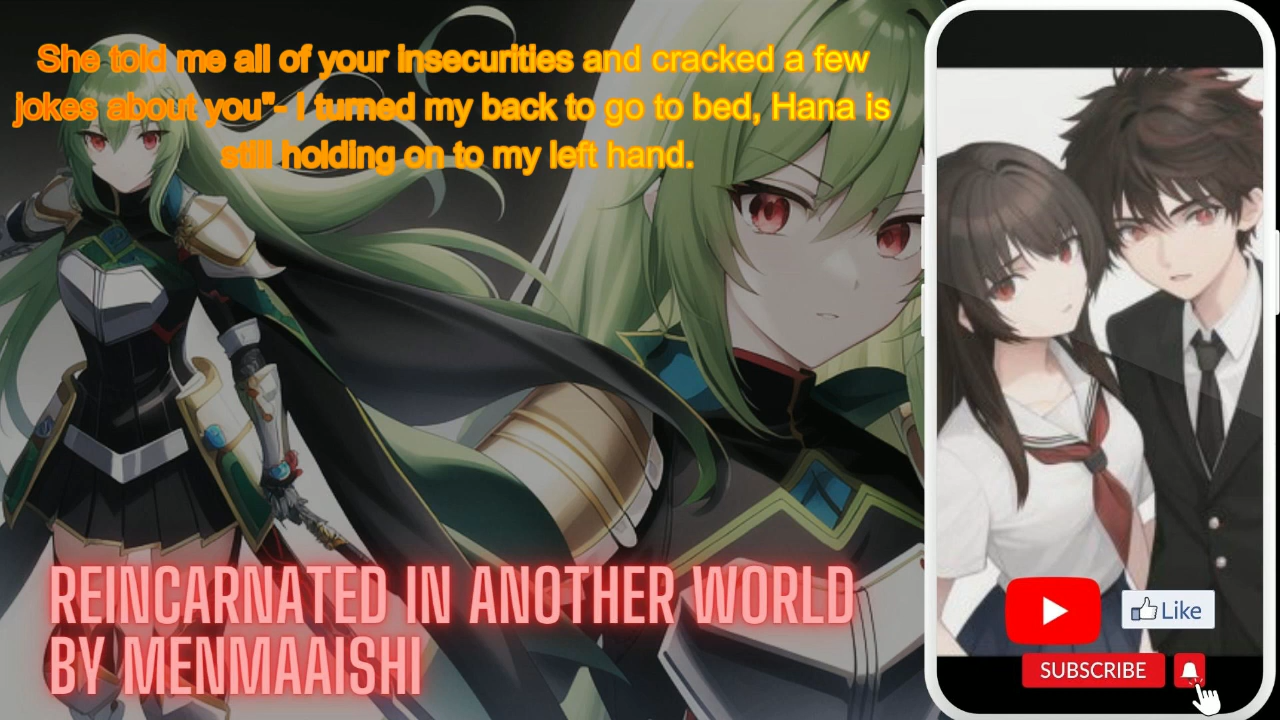 She told me all of your insecurities and cracked a few
jokes about you"- I turned my back to go to bed, Hana is
still holding on to my left hand.
REINCARNATED IN ANOTHER WORLD
BY MENMAAISHI
Like
SUBSCRIBE